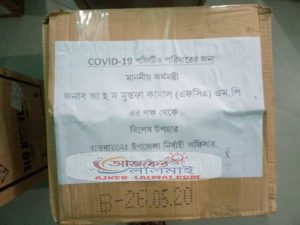 COVID-19 পজিটিভ পরিবারের জন্য
মাননীয় অর্থমন্ত্রী
জনাব আ হ ম মুস্তফা কামাল (এফসিএ) এম.পি
এর পক্ষ থেকে
বিশেষ উপহার
বাস্তবায়নেঃ উপজেলা নির্বাহী অফিসার,
আজকের
লালমাই
AJKER-LALMAI.COM
B-26.05.20